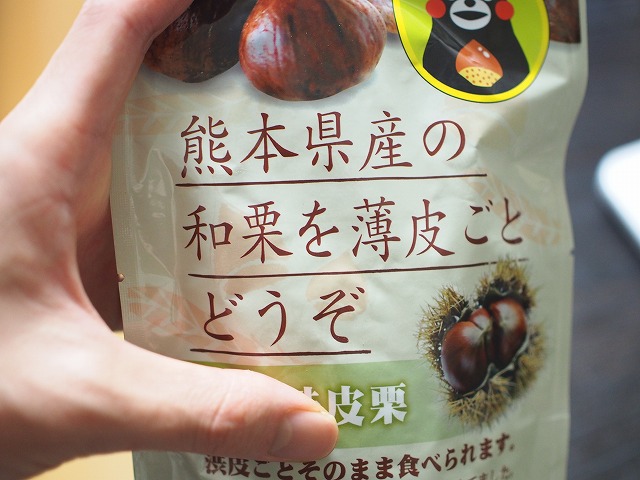 熊本県産の
和栗を薄皮ごと
どうぞ
皮栗
渋皮ごとそのまま食べられます。